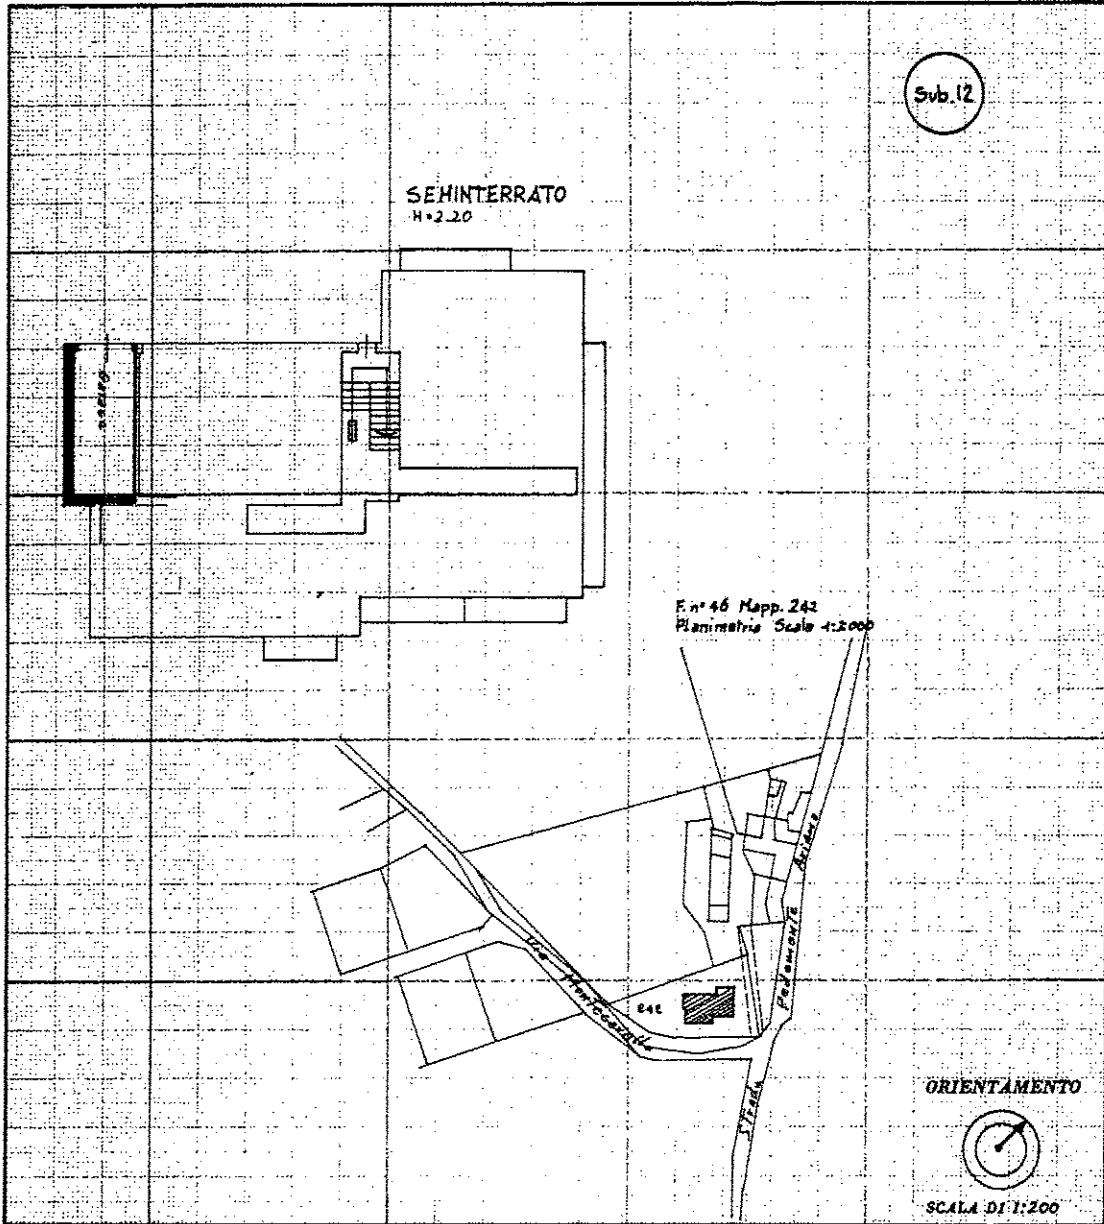 Sub.12
SEMINTERRATO
H=2.20
F. n° 46 Mapp. 242
Planimetria Scala 1:2000
Via Montecavallo
242
Strada Pedemonte
ORIENTAMENTO
SCALA DI 1:200